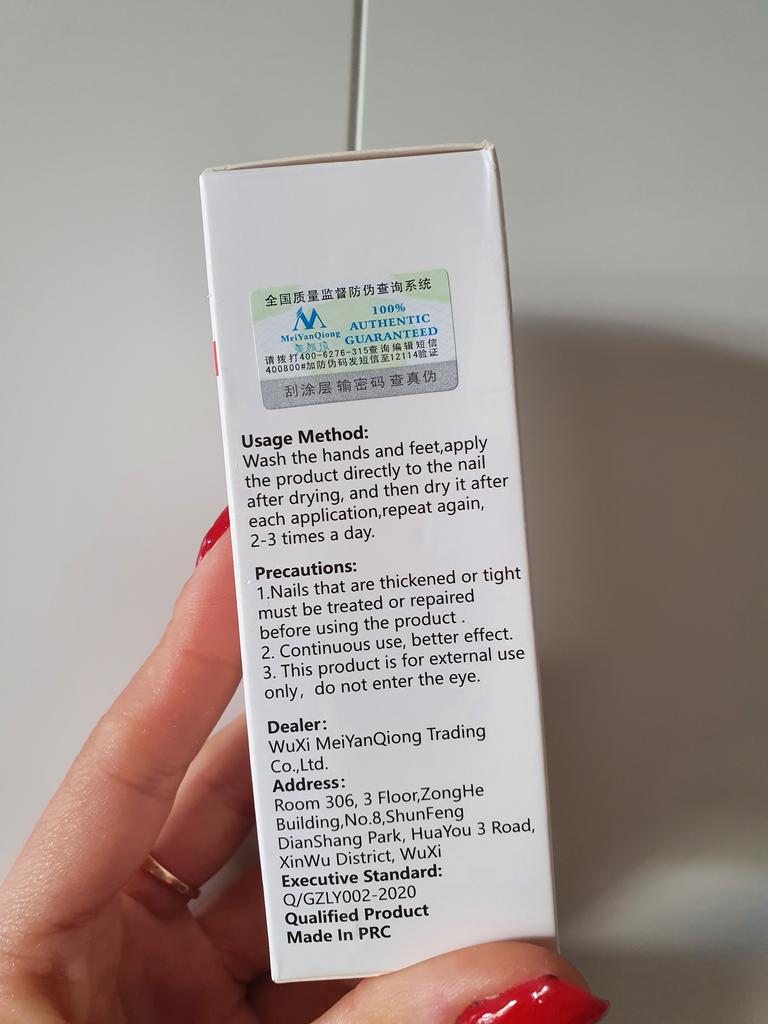 全国质量监督防伪查询系统
MeiYanQiong
美颜琼
100%
AUTHENTIC
GUARANTEED
请拨打400-6276-315查询编辑短信
400800#加防伪码发短信至12114验证
刮涂层 输密码 查真伪
Usage Method:
Wash the hands and feet,apply
the product directly to the nail
after drying, and then dry it after
each application,repeat again,
2-3 times a day.
Precautions:
1.Nails that are thickened or tight
must be treated or repaired
before using the product .
2. Continuous use, better effect.
3. This product is for external use
only，do not enter the eye.
Dealer:
WuXi MeiYanQiong Trading
Co.,Ltd.
Address:
Room 306, 3 Floor,ZongHe
Building,No.8,ShunFeng
DianShang Park, HuaYou 3 Road,
XinWu District, WuXi
Executive Standard:
Q/GZLY002-2020
Qualified Product
Made In PRC